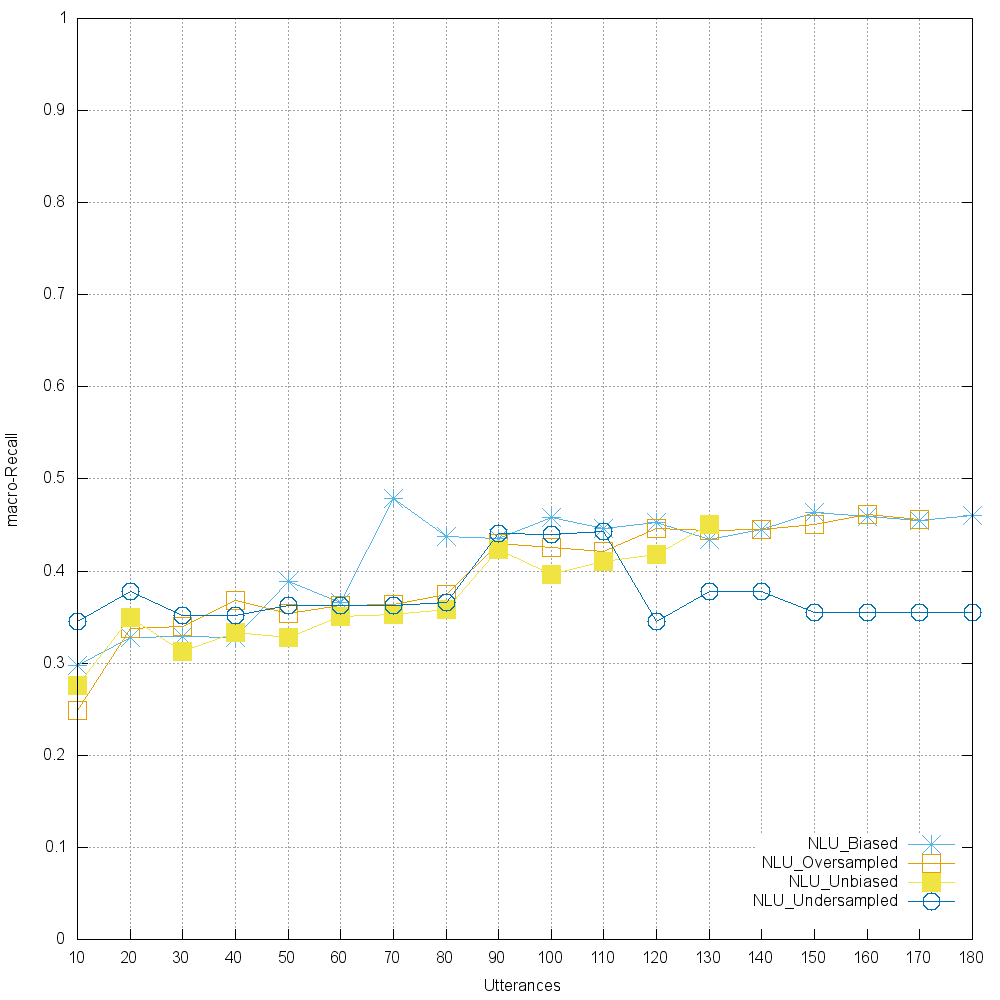 1
0.9
0.8
0.7
0.6
0.5
0.4
0.3
0.2
0.1
0
macro-Recall
NLU_Biased
NLU_Oversampled
NLU_Unbiased
NLU_Undersampled
10 20 30 40 50 60 70 80 90 100 110 120 130 140 150 160 170 180
Utterances